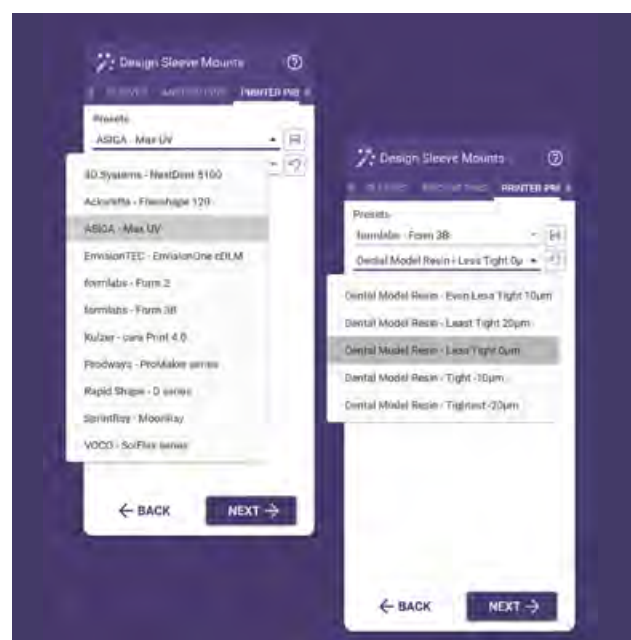 Design Sleeve Mounts
PRINTER PRE
Presets
ASIGA - Max UV
3D Systems - NextDent 5100
Ackuretta - Freeshape 120
ASIGA - Max UV
EnvisionTEC - EnvisionOne cDLM
formlabs - Form 2
formlabs - Form 3B
Kulzer - cara Print 4.0
Prodways - ProMaker series
Rapid Shape - D series
SprintRay - MoonRay
VOCO - SolFlex series
BACK
NEXT
Design Sleeve Mounts
PRINTER PRE
Presets
formlabs - Form 3B
Dental Model Resin - Less Tight 0µ
Dental Model Resin - Even Less Tight 10µm
Dental Model Resin - Least Tight 20µm
Dental Model Resin - Less Tight 0µm
Dental Model Resin - Tight -10µm
Dental Model Resin - Tightest -20µm
BACK
NEXT